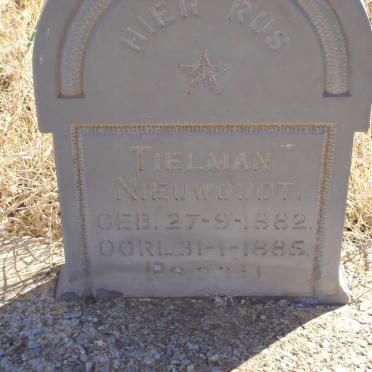 HIER RUS
TIELMAN
NIEUWOUDT.
GEB. 27-9-1882.
OORL. 31-1-1885.